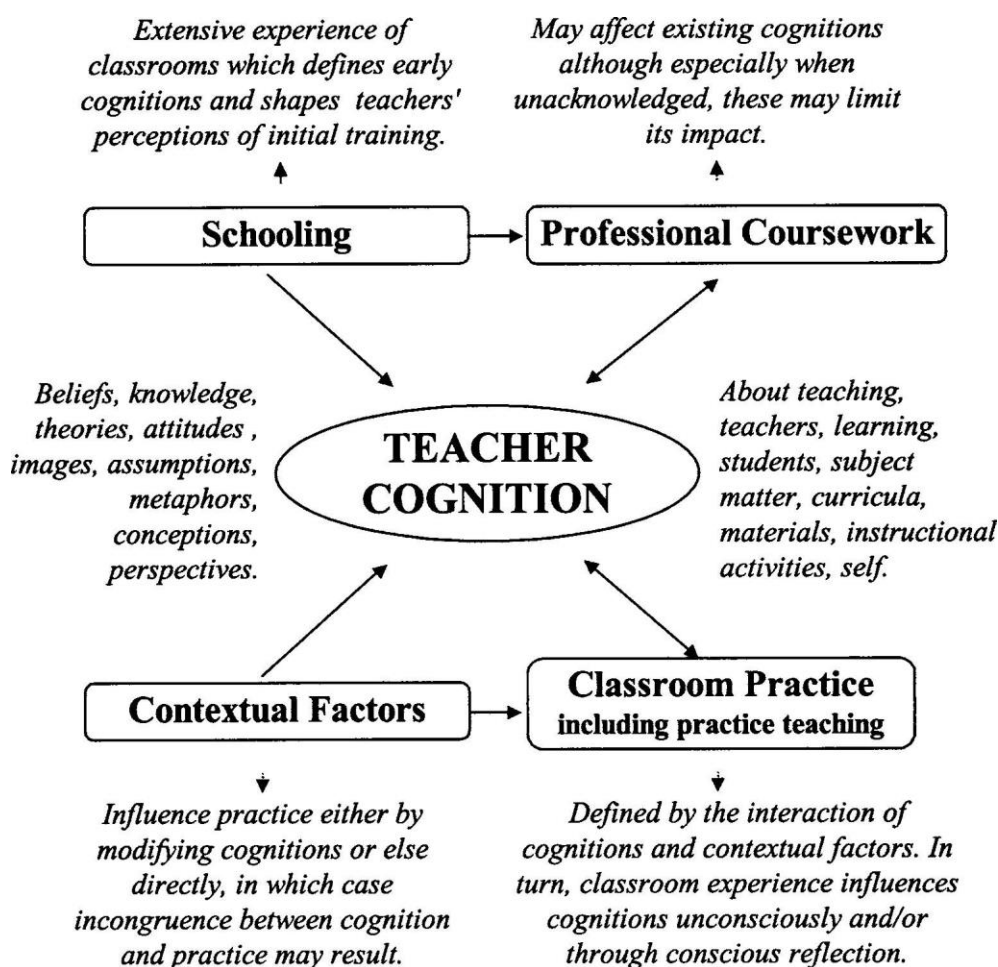 Extensive experience of
classrooms which defines early
cognitions and shapes teachers'
perceptions of initial training.
May affect existing cognitions
although especially when
unacknowledged, these may limit
its impact.
Schooling
Professional Coursework
Beliefs, knowledge,
theories, attitudes ,
images, assumptions,
metaphors,
conceptions,
perspectives.
TEACHER
COGNITION
About teaching,
teachers, learning,
students, subject
matter, curricula,
materials, instructional
activities, self.
Contextual Factors
Classroom Practice
including practice teaching
Influence practice either by
modifying cognitions or else
directly, in which case
incongruence between cognition
and practice may result.
Defined by the interaction of
cognitions and contextual factors. In
turn, classroom experience influences
cognitions unconsciously and/or
through conscious reflection.